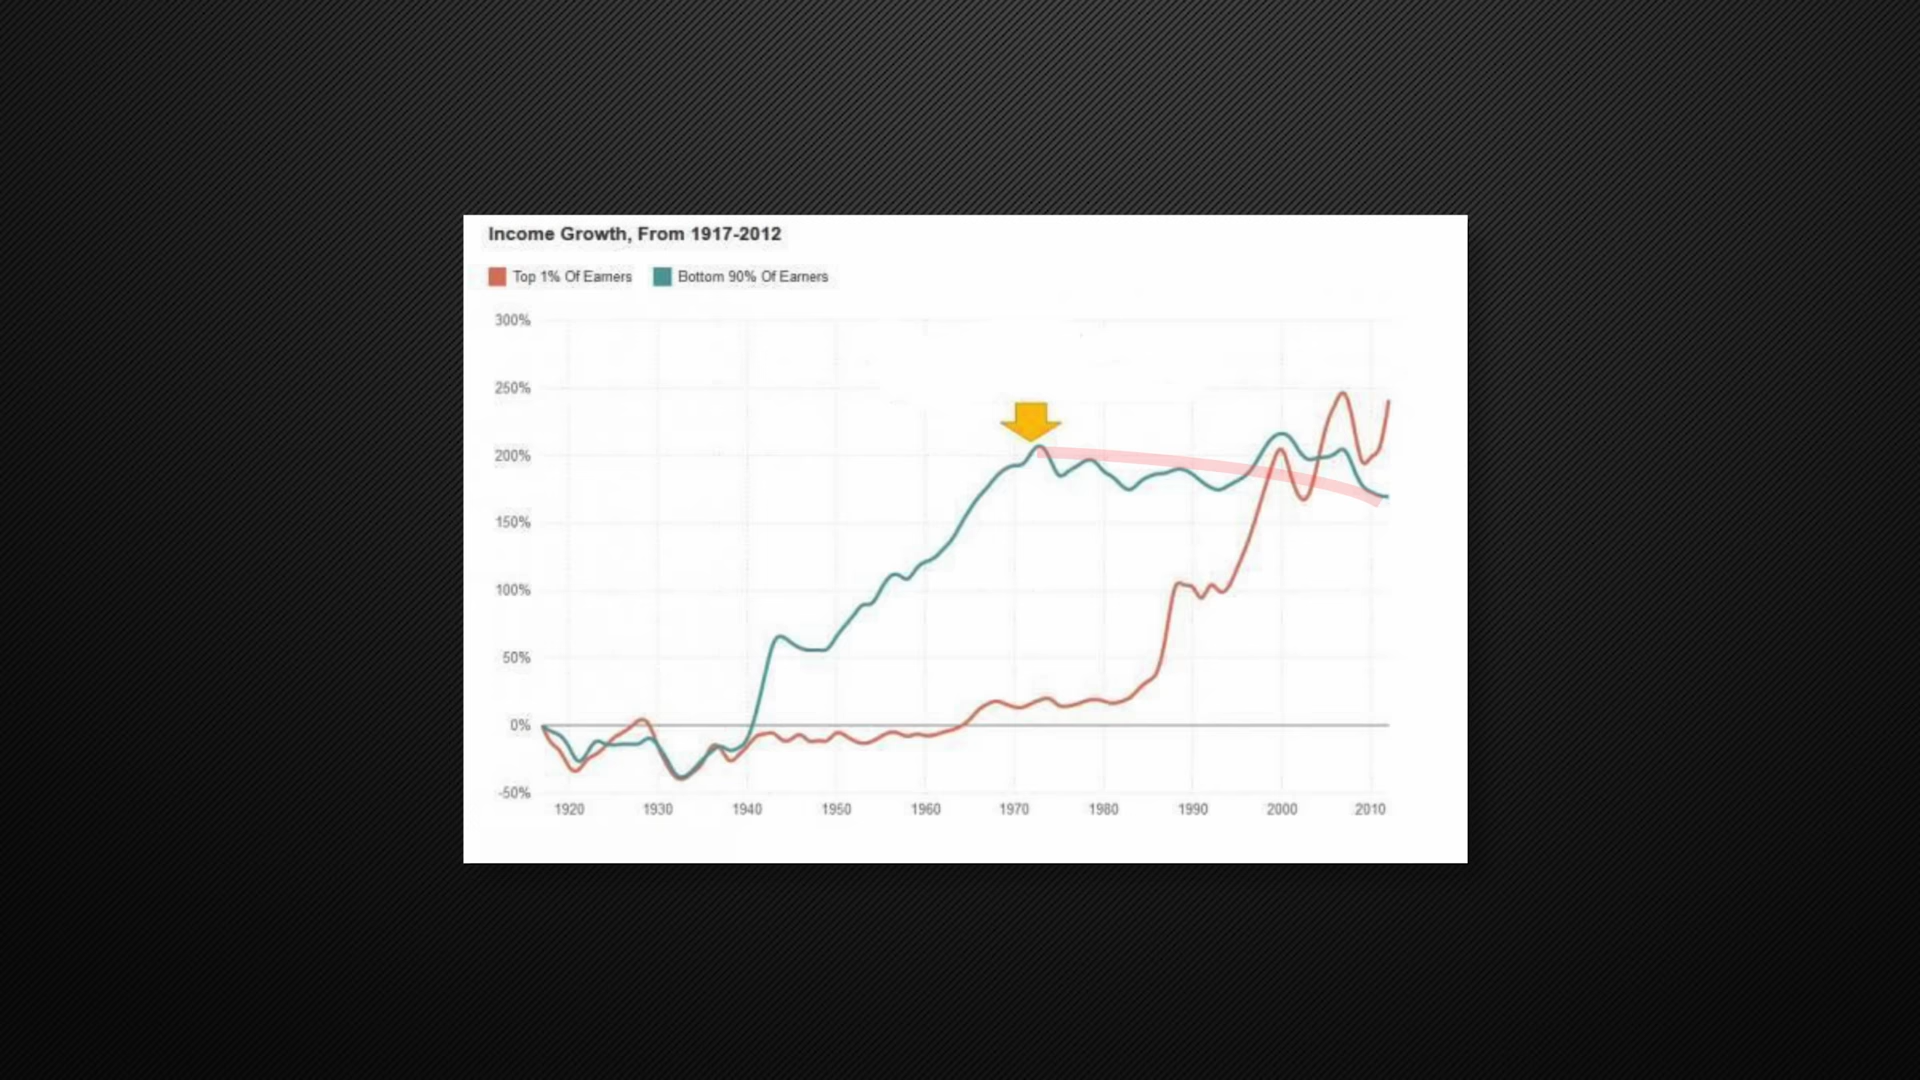 Income Growth, From 1917-2012
Top 1% Of Earners Bottom 90% Of Earners
300%
250%
200%
150%
100%
50%
0%
-50%
1920 1930 1940 1950 1960 1970 1980 1990 2000 2010